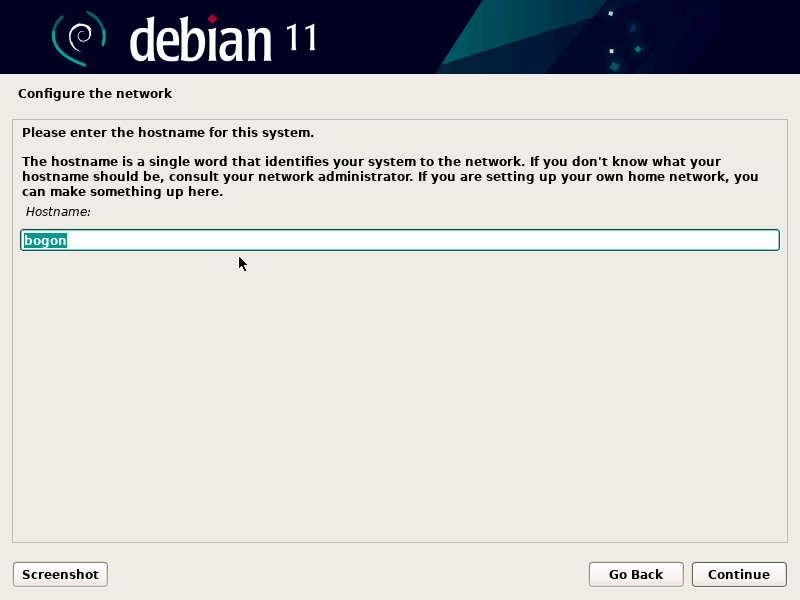 debian 11
Configure the network
Please enter the hostname for this system.
The hostname is a single word that identifies your system to the network. If you don't know what your
hostname should be, consult your network administrator. If you are setting up your own home network, you
can make something up here.
Hostname:
bogon
Screenshot
Go Back
Continue